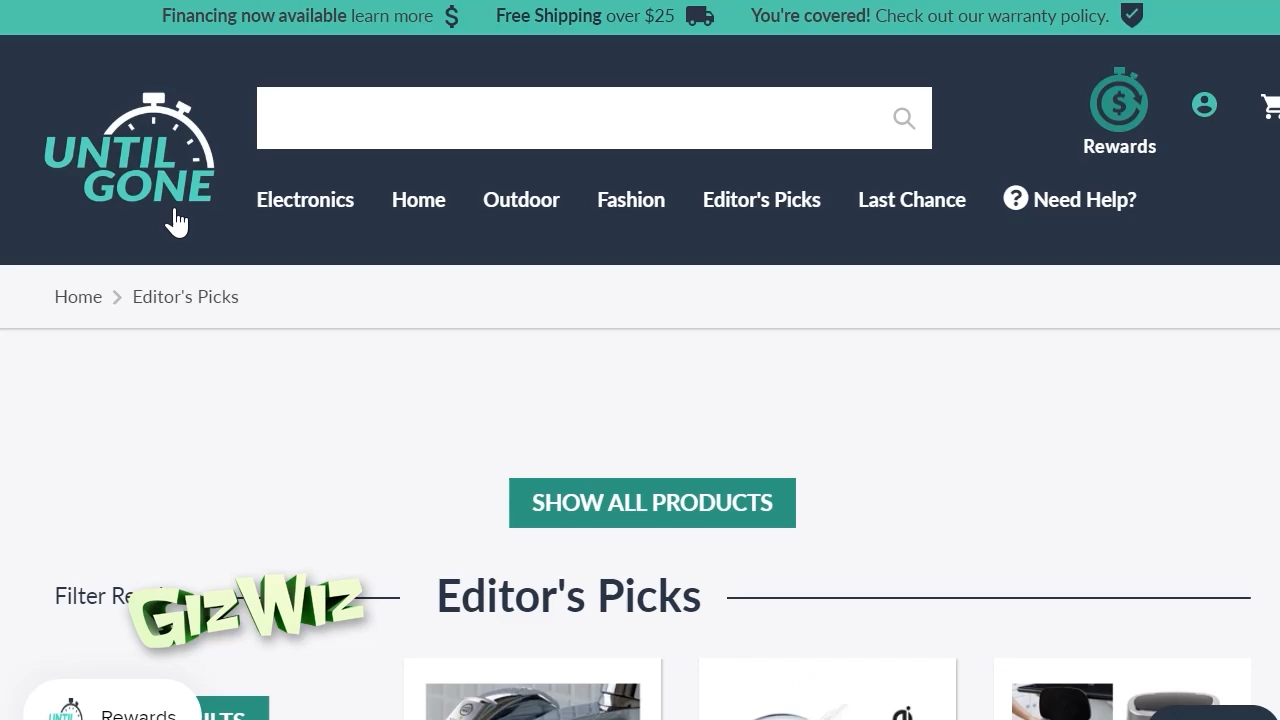 Financing now available learn more
Free Shipping over $25
You're covered! Check out our warranty policy.
UNTIL
GONE
Rewards
Electronics
Home
Outdoor
Fashion
Editor's Picks
Last Chance
Need Help?
Home
Editor's Picks
SHOW ALL PRODUCTS
Filter
GizWiz
Editor's Picks
UNTIL
Rewards